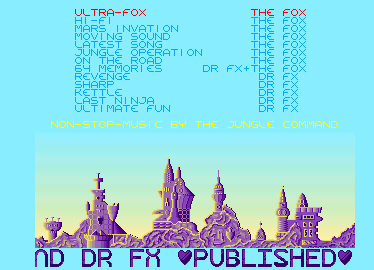 ULTRA-FOX THE FOX
HI-FI THE FOX
MARS INVATION THE FOX
MOVING SOUND THE FOX
LATEST SONG THE FOX
JUNGLE OPERATION THE FOX
ON THE ROAD THE FOX
64 MEMORIES DR FX+THE FOX
REVENGE DR FX
SHARP DR FX
KETTLE DR FX
LAST NINJA DR FX
ULTIMATE FUN DR FX
NON-STOP-MUSIC BY THE JUNGLE COMMAND
ND DR FX ♥PUBLISHED♥